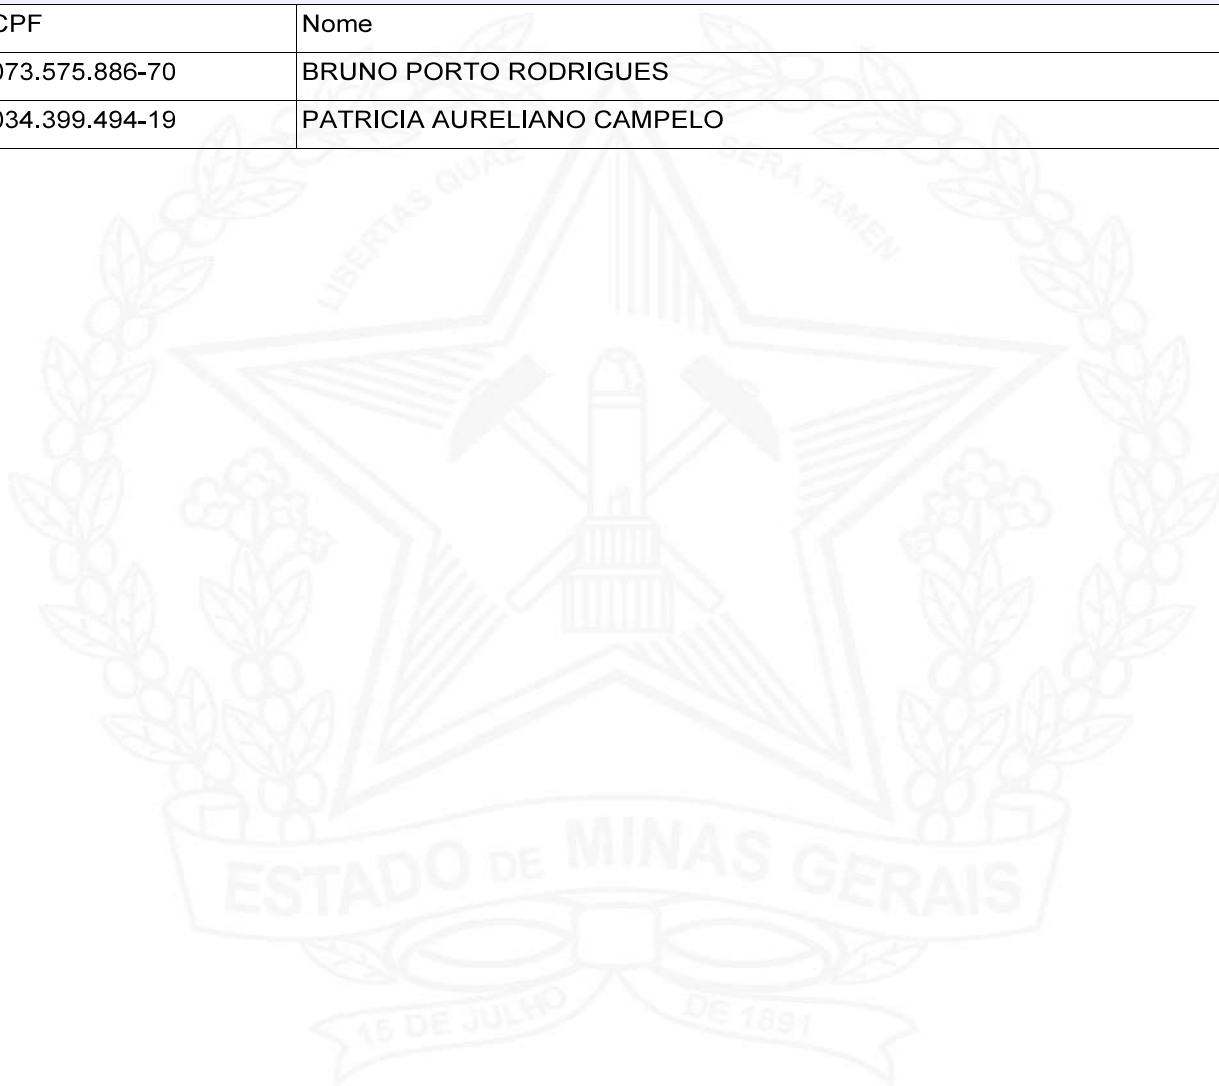 CPF Nome
073.575.886-70 BRUNO PORTO RODRIGUES
034.399.494-19 PATRICIA AURELIANO CAMPELO
LIBERTAS QUAE SERA TAMEN
ESTADO DE MINAS GERAIS
15 DE JULHO DE 1891